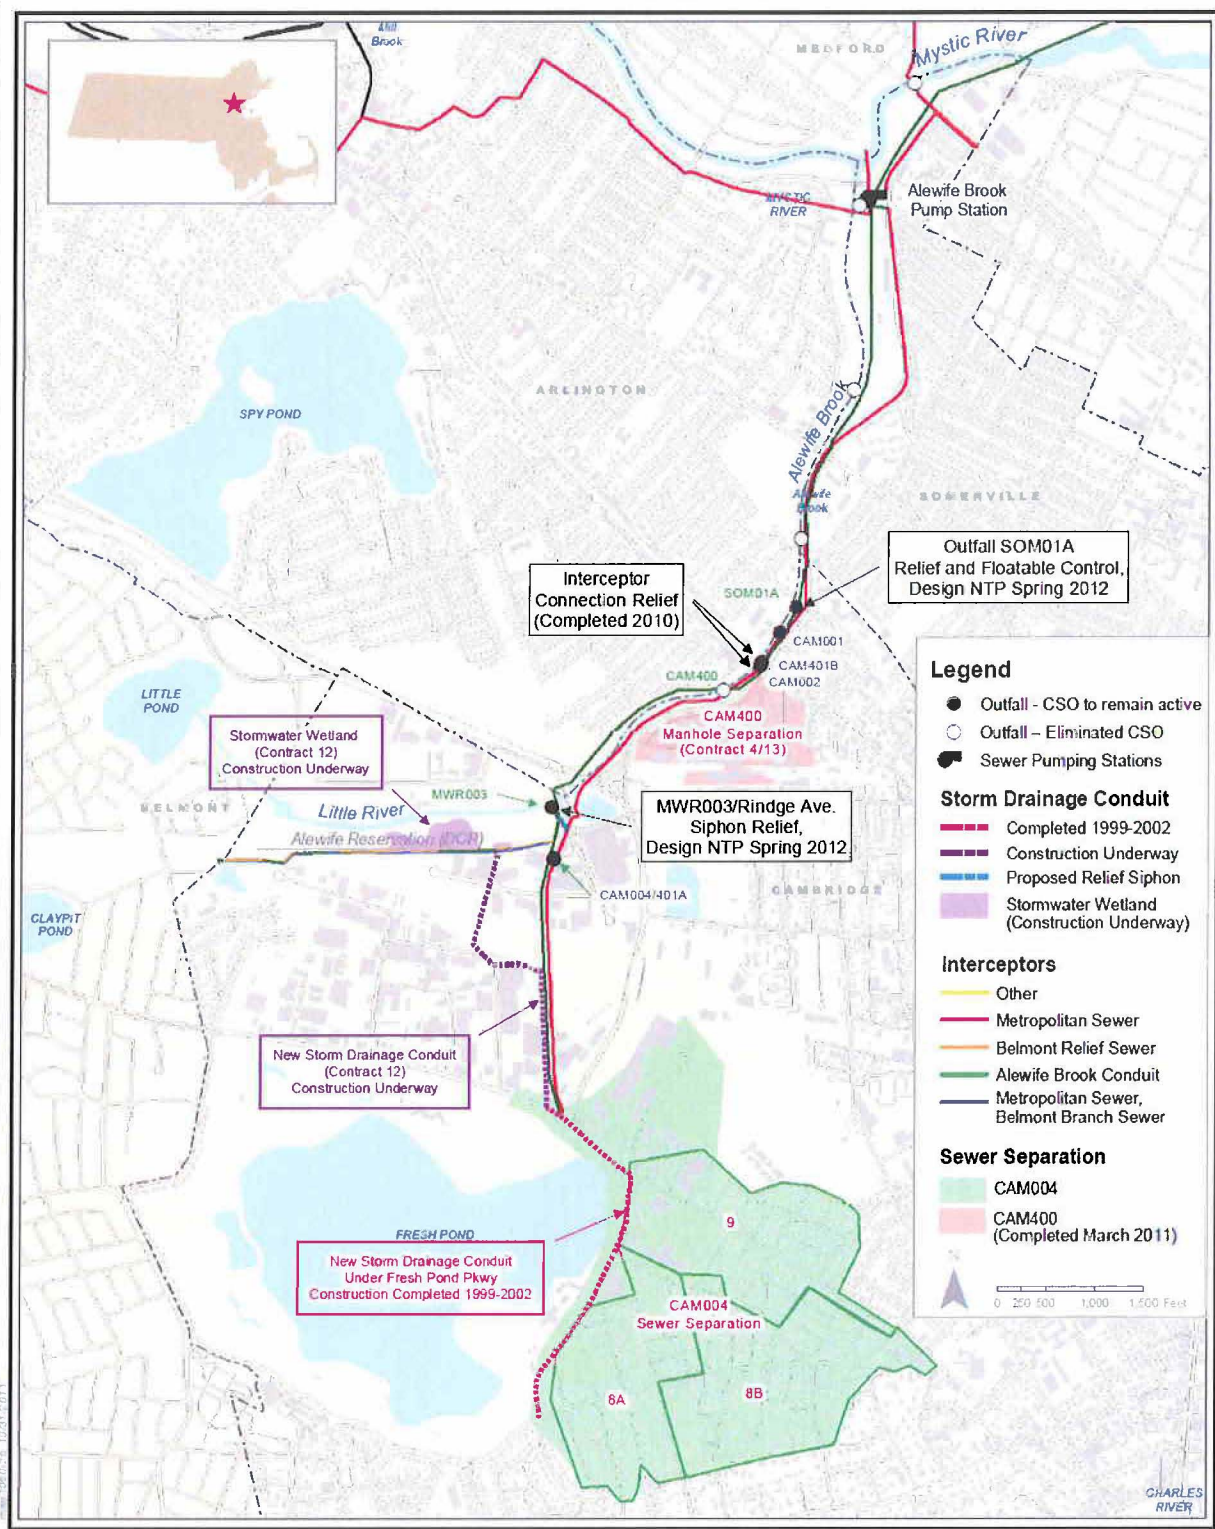 Mill
Brook
MEDFORD
Mystic River
MYSTIC
RIVER
Alewife Brook
Pump Station
SPY POND
ARLINGTON
Alewife Brook
Alewife
Brook
SOMERVILLE
Outfall SOM01A
Relief and Floatable Control,
Design NTP Spring 2012
Interceptor
Connection Relief
(Completed 2010)
SOM01A
CAM001
CAM401B
CAM002
CAM400
LITTLE
POND
CAM400
Manhole Separation
(Contract 4/13)
Stormwater Wetland
(Contract 12)
Construction Underway
BELMONT
MWR003
Little River
Alewife Reservation (DCR)
MWR003/Rindge Ave.
Siphon Relief,
Design NTP Spring 2012
CAM004/401A
CAMBRIDGE
CLAYPIT
POND
New Storm Drainage Conduit
(Contract 12)
Construction Underway
FRESH POND
New Storm Drainage Conduit
Under Fresh Pond Pkwy
Construction Completed 1999-2002
9
CAM004
Sewer Separation
8A
8B
CHARLES
RIVER
Legend
Outfall - CSO to remain active
Outfall – Eliminated CSO
Sewer Pumping Stations
Storm Drainage Conduit
Completed 1999-2002
Construction Underway
Proposed Relief Siphon
Stormwater Wetland
(Construction Underway)
Interceptors
Other
Metropolitan Sewer
Belmont Relief Sewer
Alewife Brook Conduit
Metropolitan Sewer,
Belmont Branch Sewer
Sewer Separation
CAM004
CAM400
(Completed March 2011)
N
0 250 500 1,000 1,500 Feet